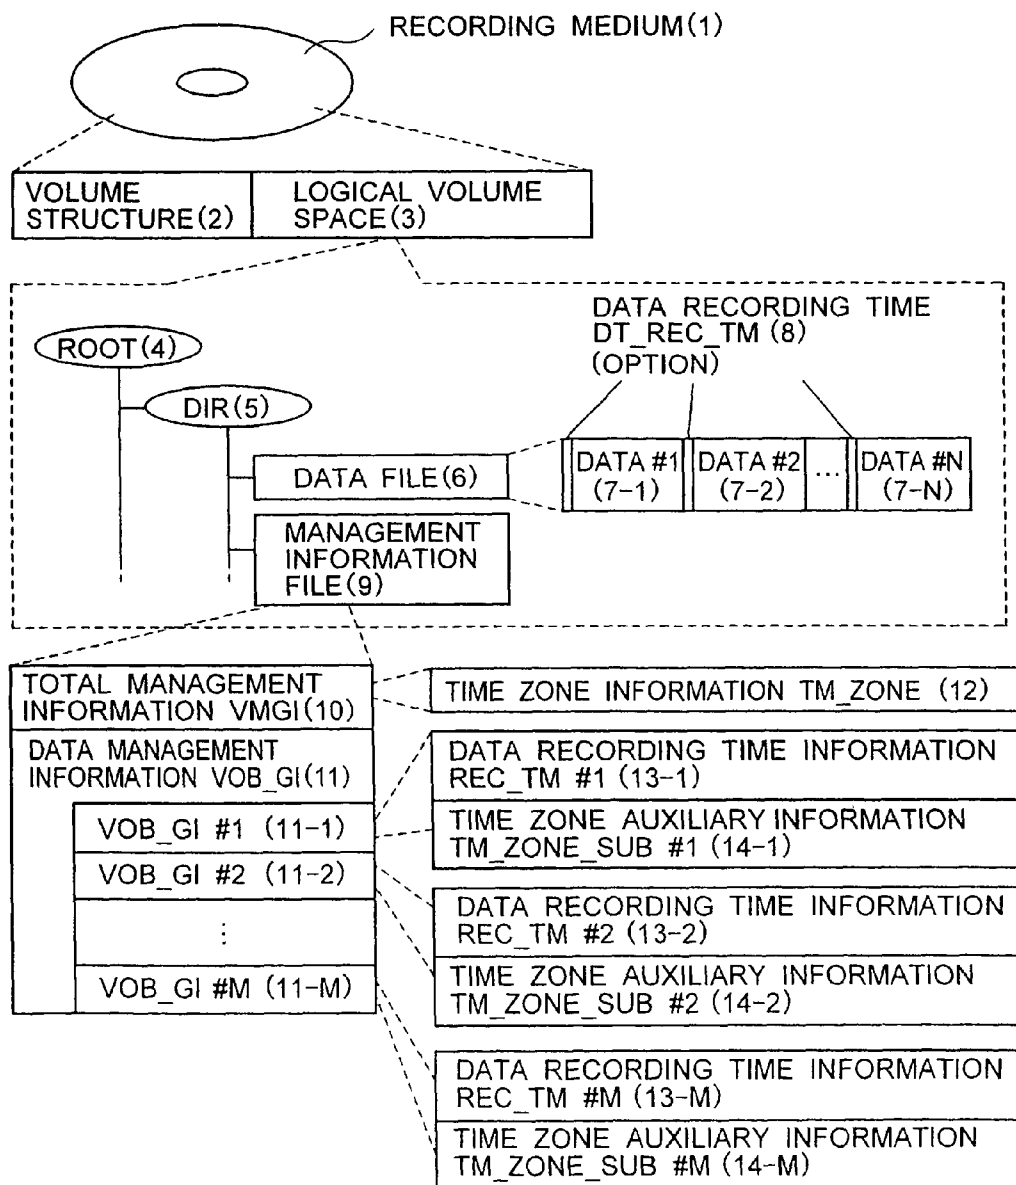 RECORDING MEDIUM(1)
VOLUME
STRUCTURE(2)
LOGICAL VOLUME
SPACE(3)
DATA RECORDING TIME
DT_REC_TM (8)
(OPTION)
ROOT(4)
DIR(5)
DATA FILE(6)
DATA #1
(7-1)
DATA #2
(7-2)
...
DATA #N
(7-N)
MANAGEMENT
INFORMATION
FILE(9)
TOTAL MANAGEMENT
INFORMATION VMGI(10)
TIME ZONE INFORMATION TM_ZONE (12)
DATA MANAGEMENT
INFORMATION VOB_GI(11)
VOB_GI #1 (11-1)
VOB_GI #2 (11-2)
⋮
VOB_GI #M (11-M)
DATA RECORDING TIME INFORMATION
REC_TM #1 (13-1)
TIME ZONE AUXILIARY INFORMATION
TM_ZONE_SUB #1 (14-1)
DATA RECORDING TIME INFORMATION
REC_TM #2 (13-2)
TIME ZONE AUXILIARY INFORMATION
TM_ZONE_SUB #2 (14-2)
DATA RECORDING TIME INFORMATION
REC_TM #M (13-M)
TIME ZONE AUXILIARY INFORMATION
TM_ZONE_SUB #M (14-M)